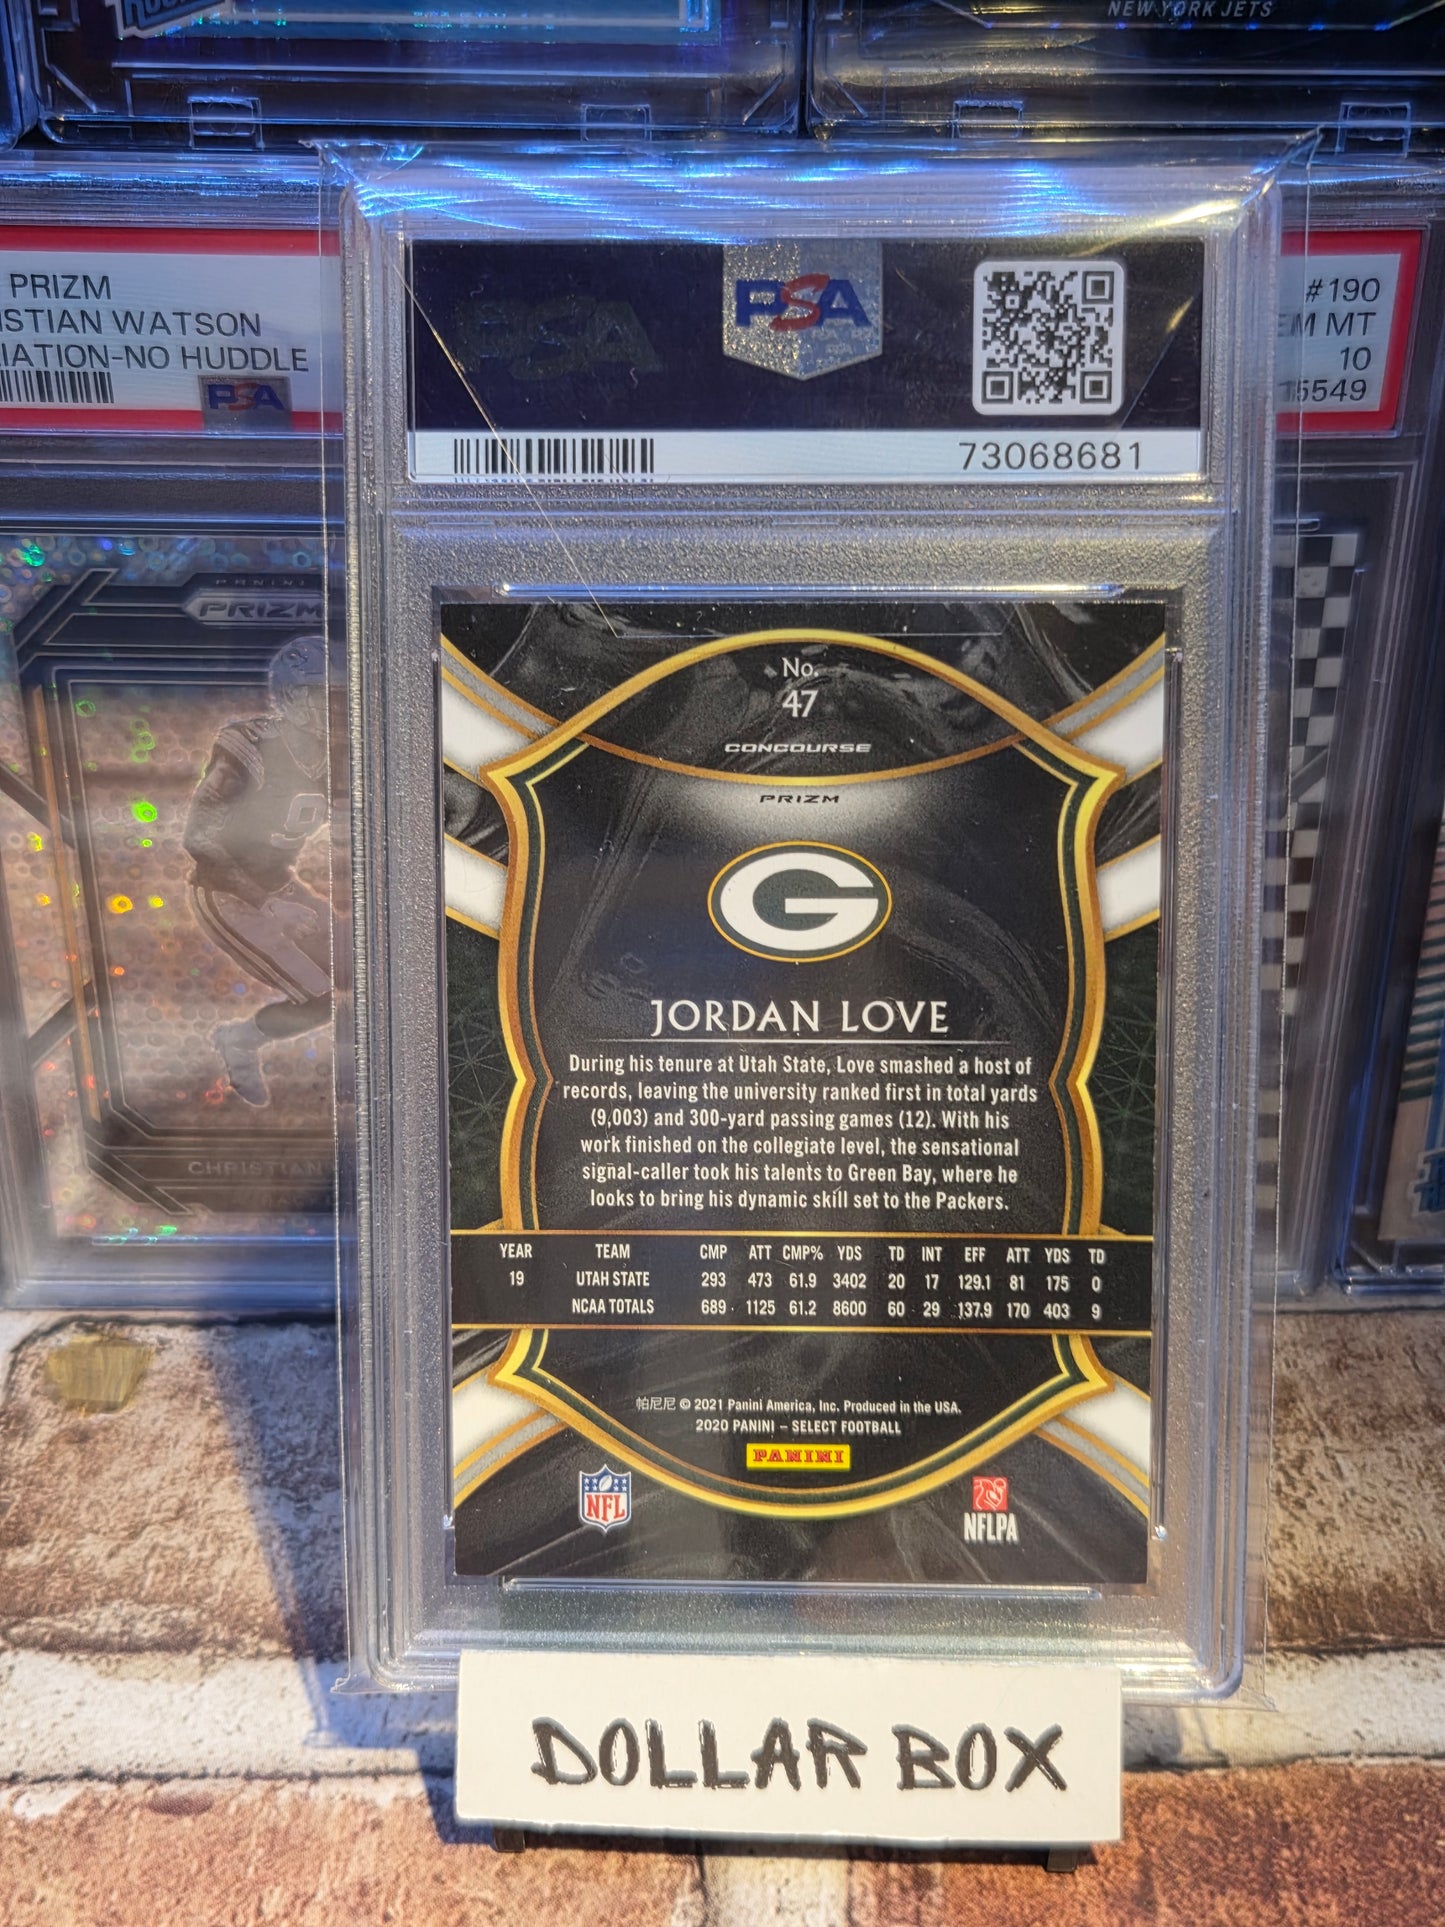 NEW YORK JETS
PRIZM
ISTIAN WATSON
IATION-NO HUDDLE
PSA
PSA
#190
EM MT
10
15549
73068681
PANINI
PRIZM
CHRISTIAN
No.
47
CONCOURSE
PRIZM
G
JORDAN LOVE
During his tenure at Utah State, Love smashed a host of
records, leaving the university ranked first in total yards
(9,003) and 300-yard passing games (12). With his
work finished on the collegiate level, the sensational
signal-caller took his talents to Green Bay, where he
looks to bring his dynamic skill set to the Packers.
YEAR TEAM CMP ATT CMP% YDS TD INT EFF ATT YDS TD
19 UTAH STATE 293 473 61.9 3402 20 17 129.1 81 175 0
NCAA TOTALS 689 1125 61.2 8600 60 29 137.9 170 403 9
帕尼尼 © 2021 Panini America, Inc. Produced in the USA.
2020 PANINI – SELECT FOOTBALL
PANINI
NFL
NFLPA
DOLLAR BOX